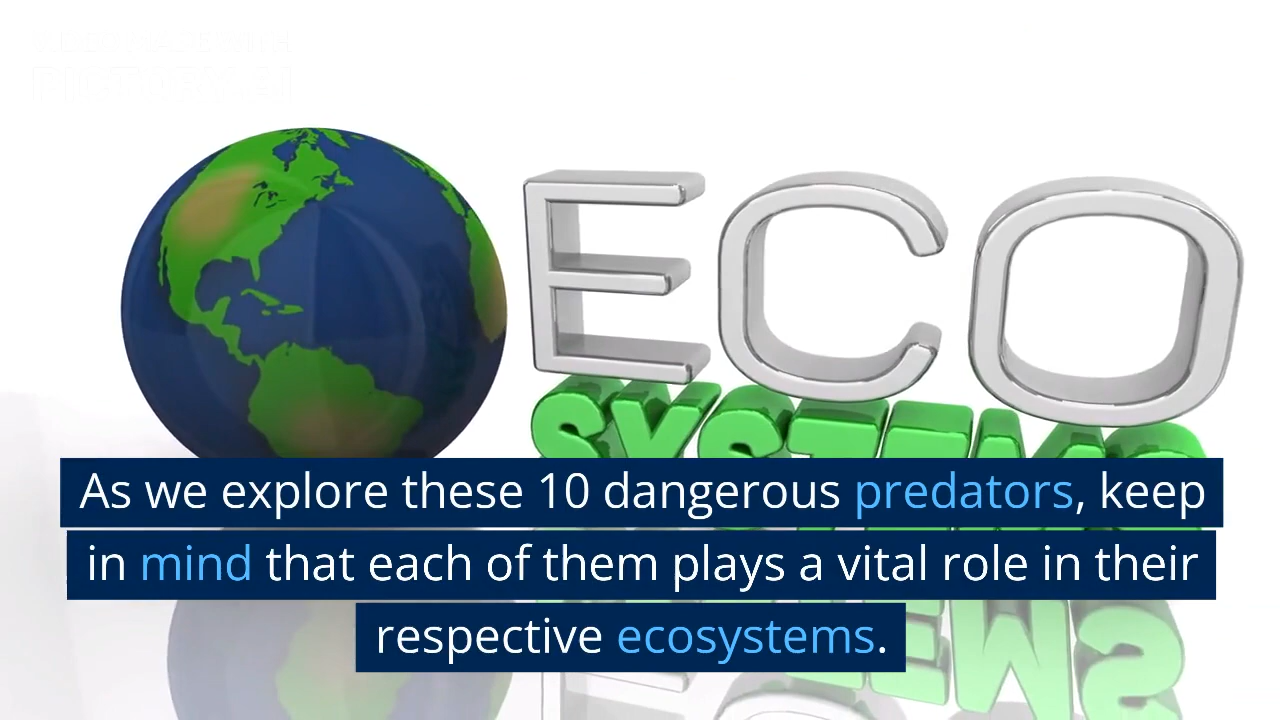 ECO
SYSTEMS
As we explore these 10 dangerous predators, keep
in mind that each of them plays a vital role in their
respective ecosystems.